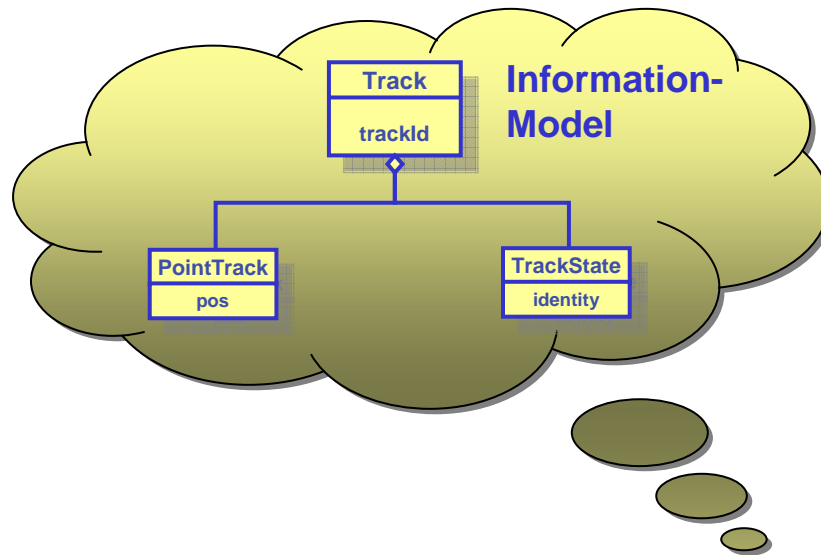 Track
trackId
Information-
Model
PointTrack
pos
TrackState
identity